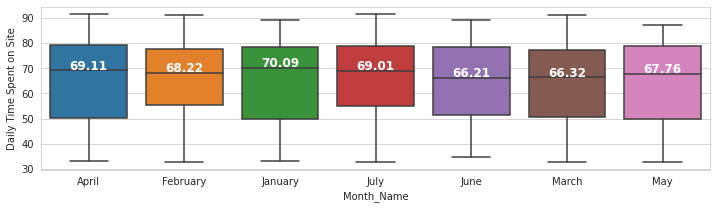 90
80
70
60
50
40
30
Daily Time Spent on Site
69.11 68.22 70.09 69.01 66.21 66.32 67.76
April February January July June March May
Month_Name